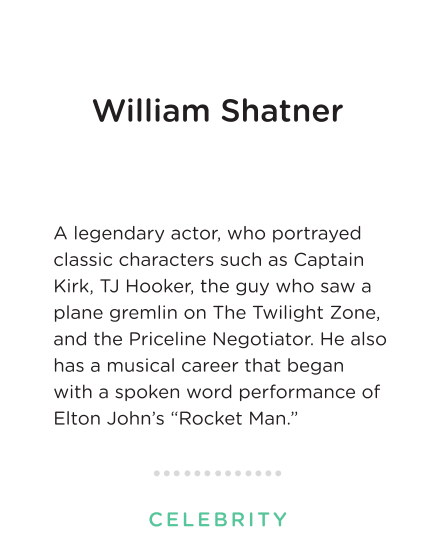 William Shatner
A legendary actor, who portrayed
classic characters such as Captain
Kirk, TJ Hooker, the guy who saw a
plane gremlin on The Twilight Zone,
and the Priceline Negotiator. He also
has a musical career that began
with a spoken word performance of
Elton John’s “Rocket Man.”
CELEBRITY